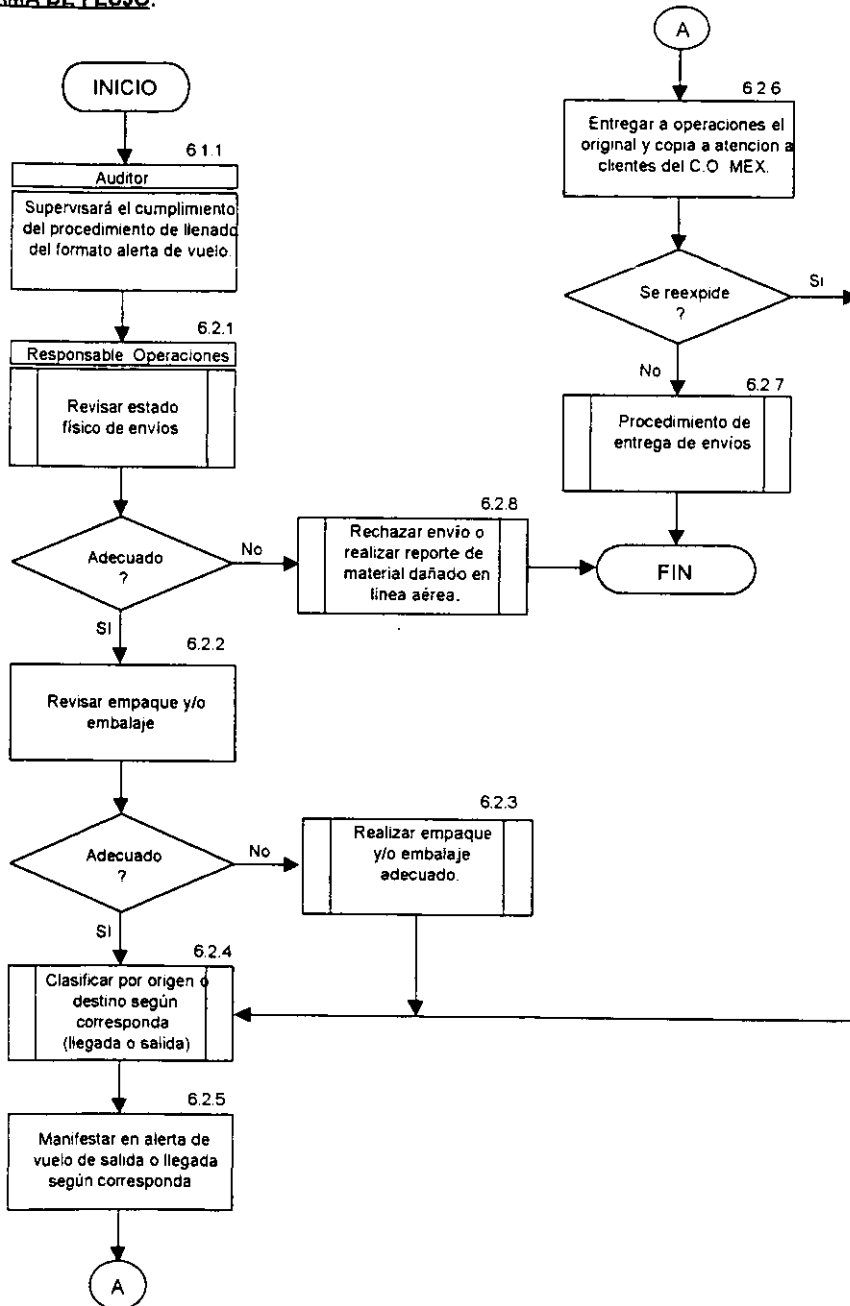 DE FLUJO:
INICIO
6 1.1
Auditor
Supervisará el cumplimiento
del procedimiento de llenado
del formato alerta de vuelo.
6.2.1
Responsable Operaciones
Revisar estado
físico de envíos
Adecuado
?
No
6.2.8
Rechazar envío o
realizar reporte de
material dañado en
línea aérea.
SI
6.2.2
Revisar empaque y/o
embalaje
Adecuado
?
No
6.2.3
Realizar empaque
y/o embalaje
adecuado.
SI
6.2.4
Clasificar por origen o
destino según
corresponda
(llegada o salida)
6.2.5
Manifestar en alerta de
vuelo de salida o llegada
según corresponda
A
A
6 2 6
Entregar a operaciones el
original y copia a atencion a
clientes del C.O MEX.
Se reexpide
?
Si
No
6.2 7
Procedimiento de
entrega de envíos
FIN